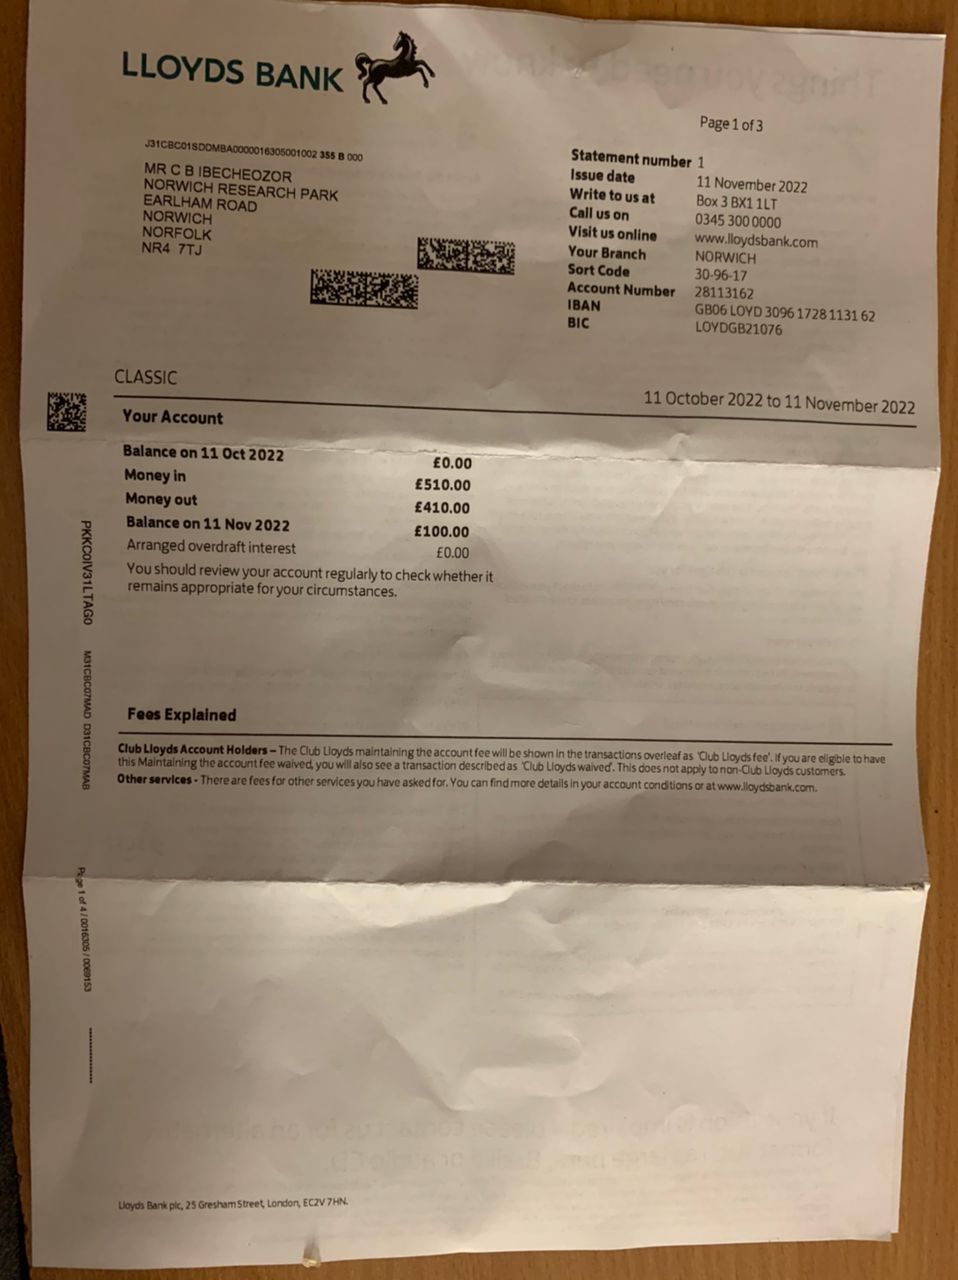 LLOYDS BANK
Page 1 of 3
J31CBC01SDDMBA0000016305001002 355 B 000
MR C B IBECHEOZOR
NORWICH RESEARCH PARK
EARLHAM ROAD
NORWICH
NORFOLK
NR4 7TJ
Statement number 1
Issue date 11 November 2022
Write to us at Box 3 BX1 1LT
Call us on 0345 300 0000
Visit us online www.lloydsbank.com
Your Branch NORWICH
Sort Code 30-96-17
Account Number 28113162
IBAN GB06 LOYD 3096 1728 1131 62
BIC LOYDGB21076
CLASSIC
11 October 2022 to 11 November 2022
Your Account
Balance on 11 Oct 2022 £0.00
Money in £510.00
Money out £410.00
Balance on 11 Nov 2022 £100.00
Arranged overdraft interest £0.00
You should review your account regularly to check whether it
remains appropriate for your circumstances.
PKKC0IV31LTAG0 M31CBC07MAD D31CBC07MAB
Page 1 of 4 / 0016305 / 0069153
Fees Explained
Club Lloyds Account Holders – The Club Lloyds maintaining the account fee will be shown in the transactions overleaf as 'Club Lloyds fee'. If you are eligible to have
this Maintaining the account fee waived, you will also see a transaction described as 'Club Lloyds waived'. This does not apply to non-Club Lloyds customers.
Other services - There are fees for other services you have asked for. You can find more details in your account conditions or at www.lloydsbank.com.
Lloyds Bank plc, 25 Gresham Street, London, EC2V 7HN.